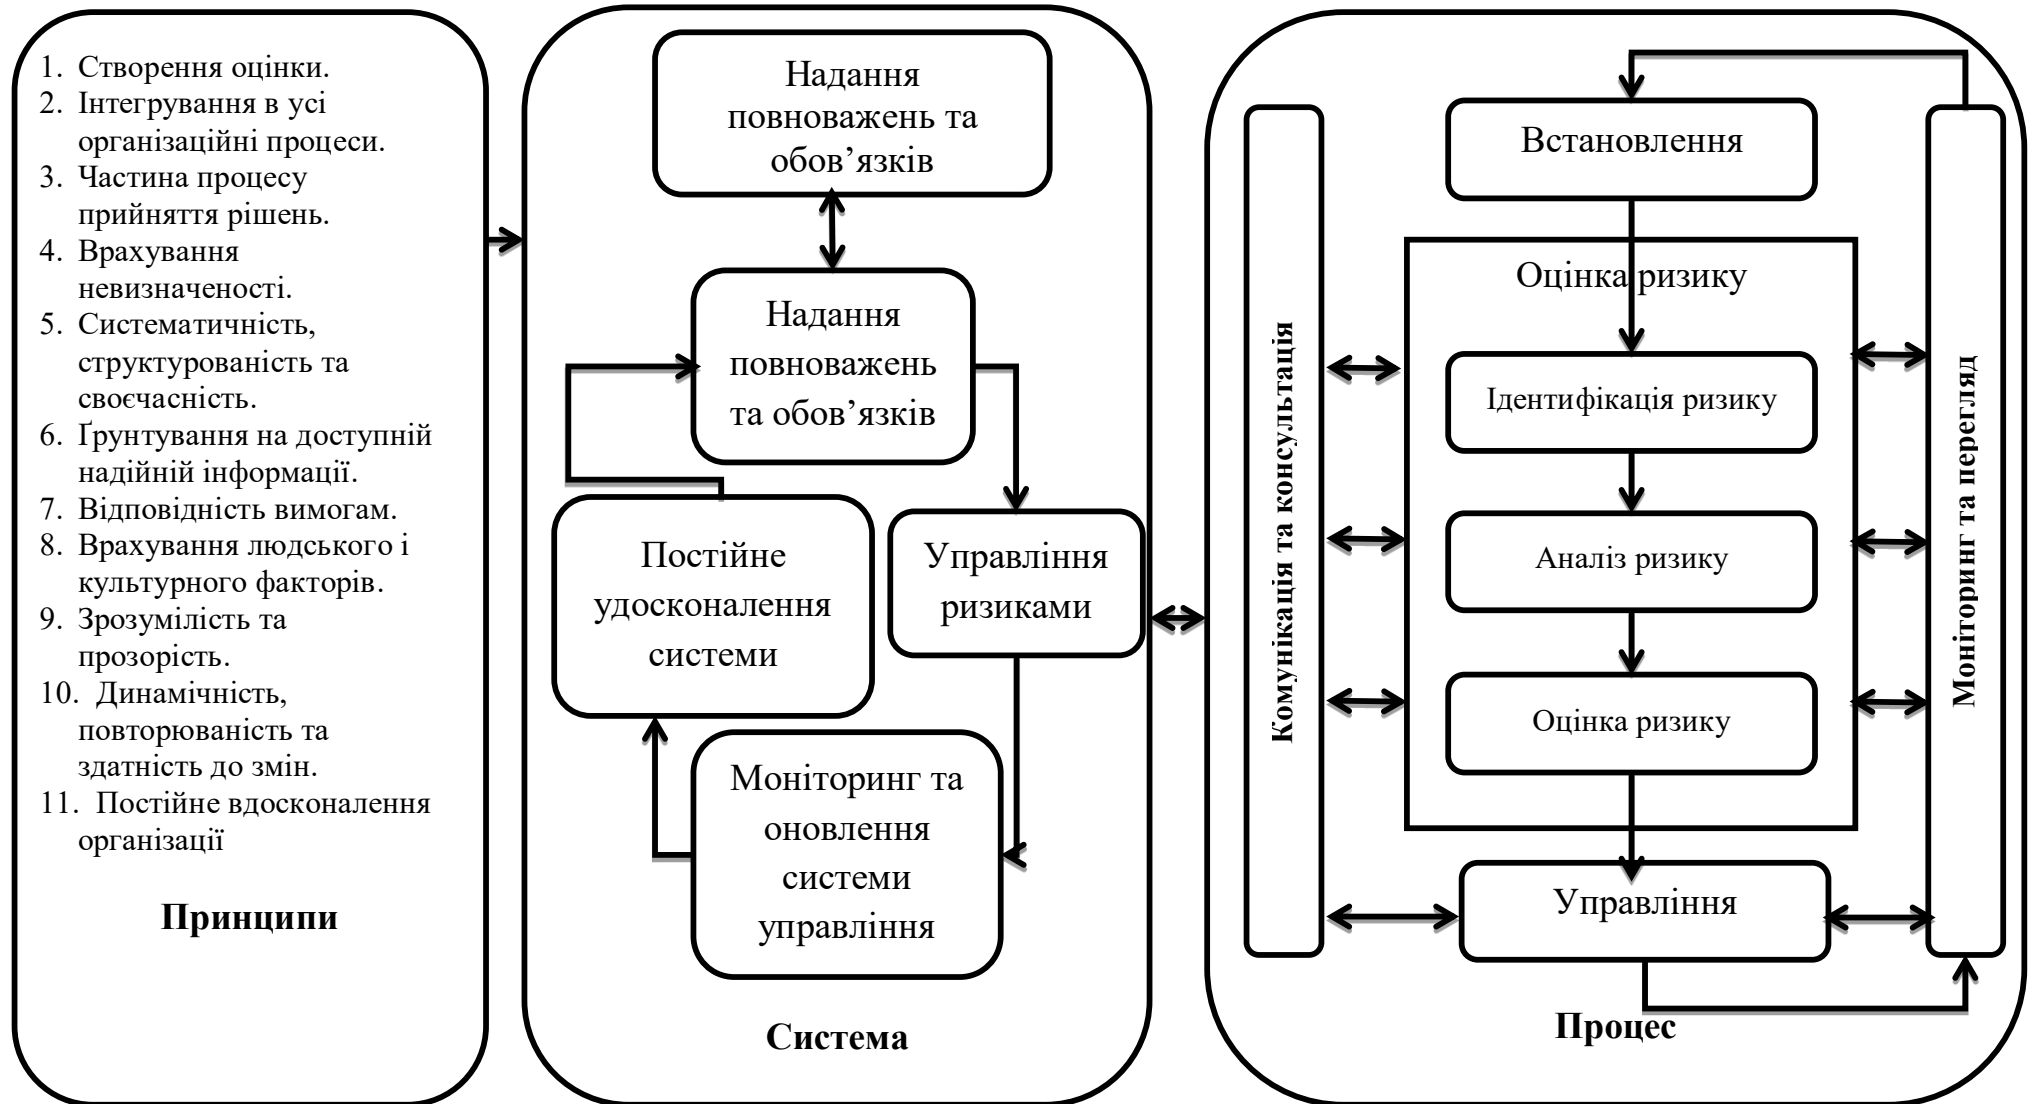 1. Створення оцінки.
2. Інтегрування в усі
організаційні процеси.
3. Частина процесу
прийняття рішень.
4. Врахування
невизначеності.
5. Систематичність,
структурованість та
своєчасність.
6. Ґрунтування на доступній
надійній інформації.
7. Відповідність вимогам.
8. Врахування людського і
культурного факторів.
9. Зрозумілість та
прозорість.
10. Динамічність,
повторюваність та
здатність до змін.
11. Постійне вдосконалення
організації
Принципи
Надання
повноважень та
обов’язків
Надання
повноважень
та обов’язків
Постійне
удосконалення
системи
Управління
ризиками
Моніторинг та
оновлення
системи
управління
Система
Комунікація та консультація
Встановлення
Оцінка ризику
Ідентифікація ризику
Аналіз ризику
Оцінка ризику
Управління
Моніторинг та перегляд
Процес